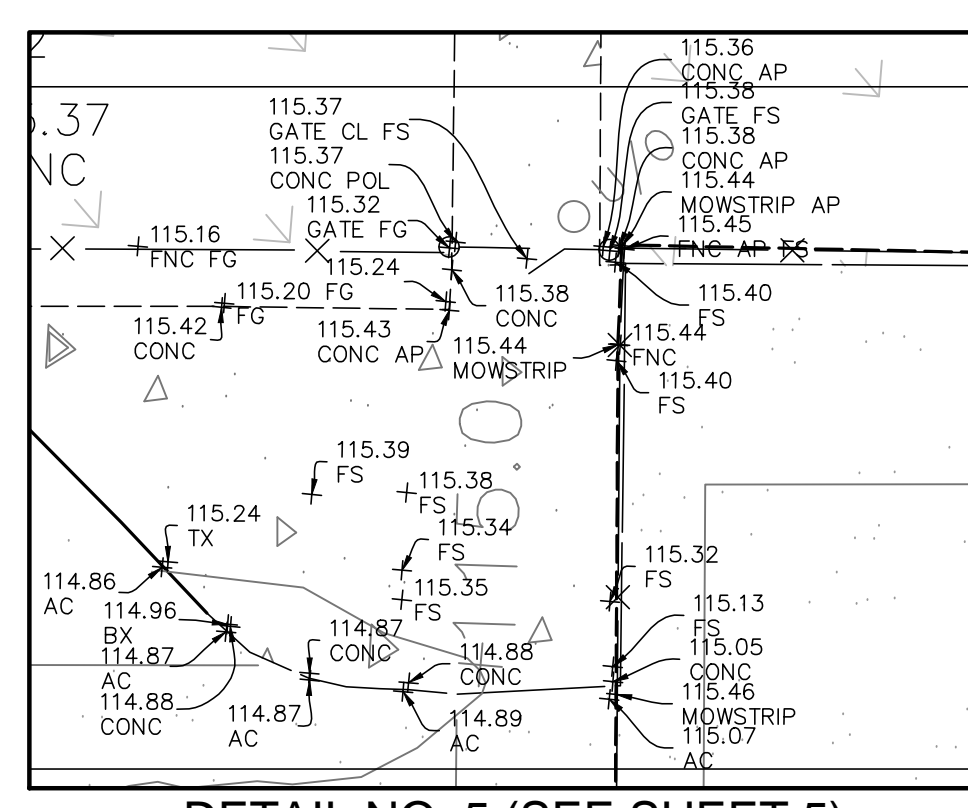 115.36
CONC AP
115.38
GATE FS
115.38
CONC AP
115.44
MOWSTRIP AP
115.45
FNC AP FS
115.37
GATE CL FS
115.37
CONC POL
115.32
GATE FG
.37
NC
115.16
FNC FG
115.24
FG
115.20
FG
115.42
CONC
115.43
CONC AP
115.38
CONC
115.44
MOWSTRIP
115.40
FS
115.44
FNC
115.40
FS
115.39
FS
115.38
FS
115.34
FS
115.35
FS
115.24
TX
114.86
AC
114.96
BX
114.87
AC
114.88
CONC
114.87
CONC
114.87
AC
114.88
CONC
114.89
AC
115.32
FS
115.13
FS
115.05
CONC
115.46
MOWSTRIP
115.07
AC
DETAIL NO. 5 (SEE SHEET 5)